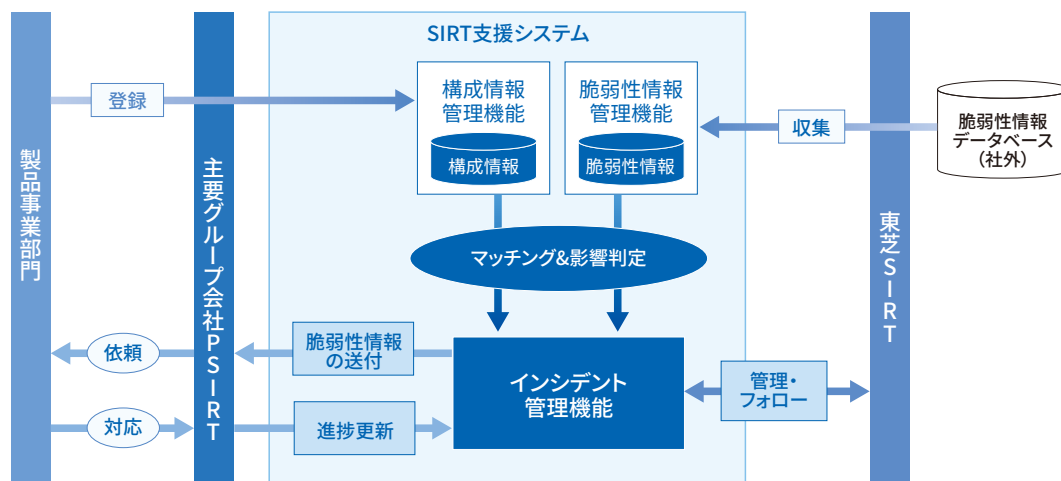 SIRT支援システム
構成情報
管理機能
構成情報
脆弱性情報
管理機能
脆弱性情報
登録
収集
脆弱性情報
データベース
（社外）
製品事業部門
主要グループ会社PSIRT
東芝SIRT
マッチング&影響判定
依頼
脆弱性情報
の送付
インシデント
管理機能
管理・
フォロー
対応
進捗更新